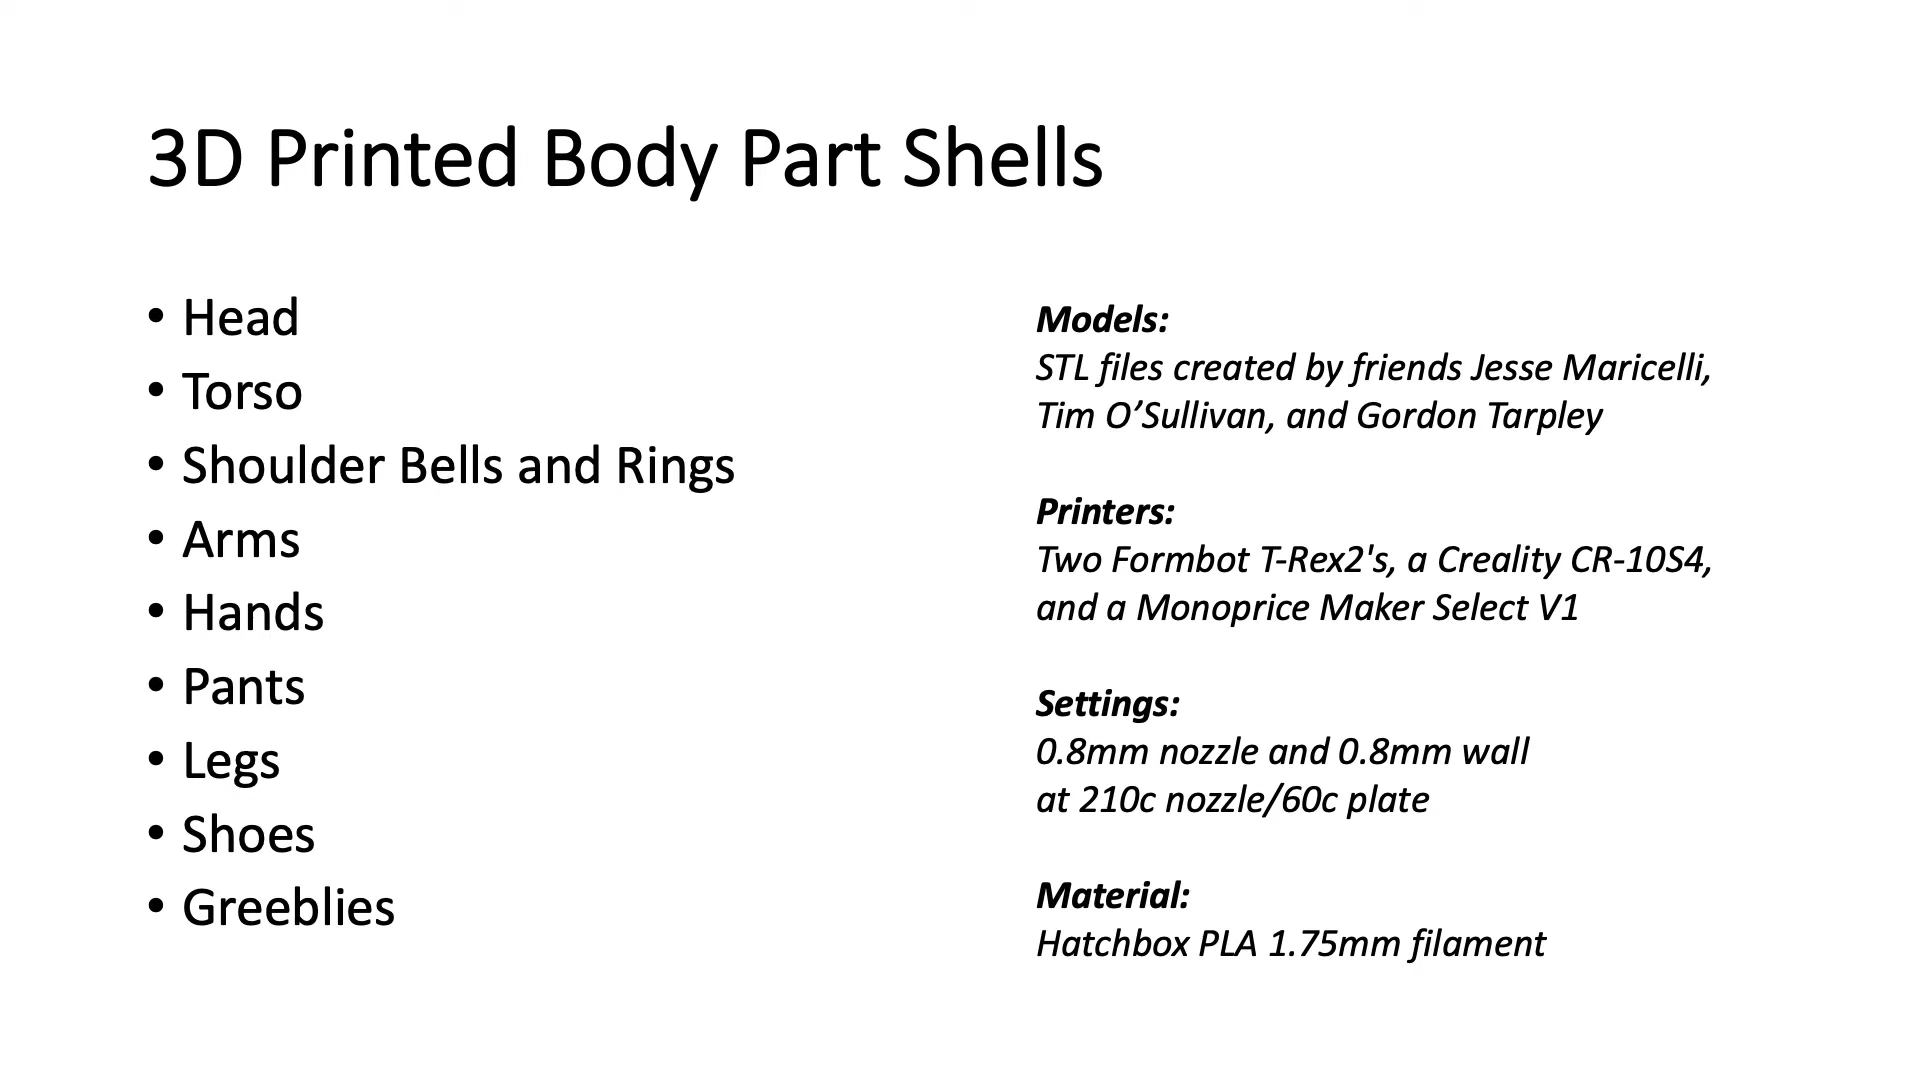 3D Printed Body Part Shells
• Head
• Torso
• Shoulder Bells and Rings
• Arms
• Hands
• Pants
• Legs
• Shoes
• Greeblies
Models:
STL files created by friends Jesse Maricelli,
Tim O’Sullivan, and Gordon Tarpley
Printers:
Two Formbot T-Rex2's, a Creality CR-10S4,
and a Monoprice Maker Select V1
Settings:
0.8mm nozzle and 0.8mm wall
at 210c nozzle/60c plate
Material:
Hatchbox PLA 1.75mm filament